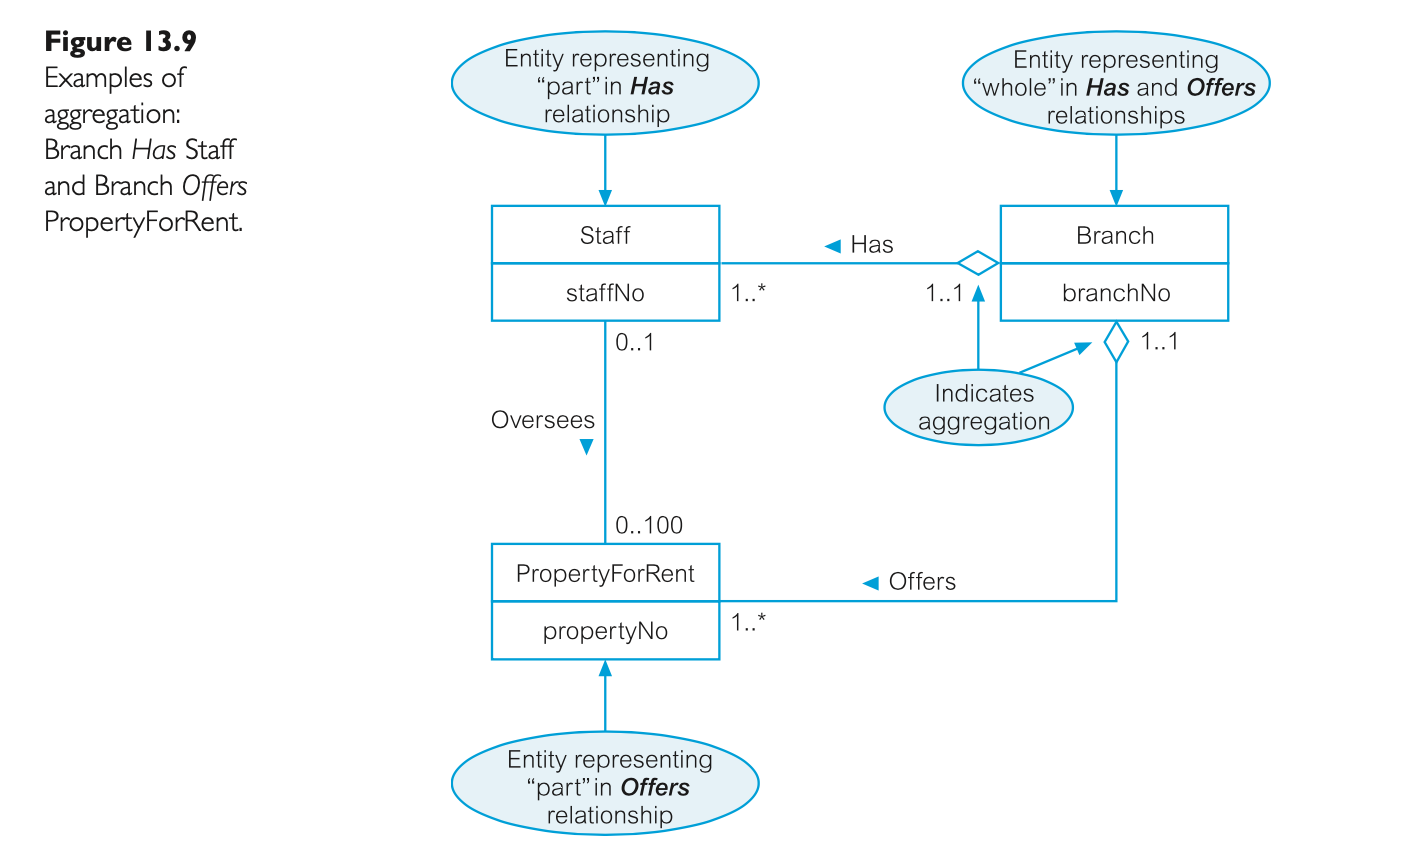 Figure 13.9
Examples of
aggregation:
Branch Has Staff
and Branch Offers
PropertyForRent.
Entity representing
“part” in Has
relationship
Entity representing
“whole” in Has and Offers
relationships
Staff
staffNo
Has
1..*
1..1
Branch
branchNo
0..1
1..1
Indicates
aggregation
Oversees
0..100
PropertyForRent
propertyNo
Offers
1..*
Entity representing
“part” in Offers
relationship